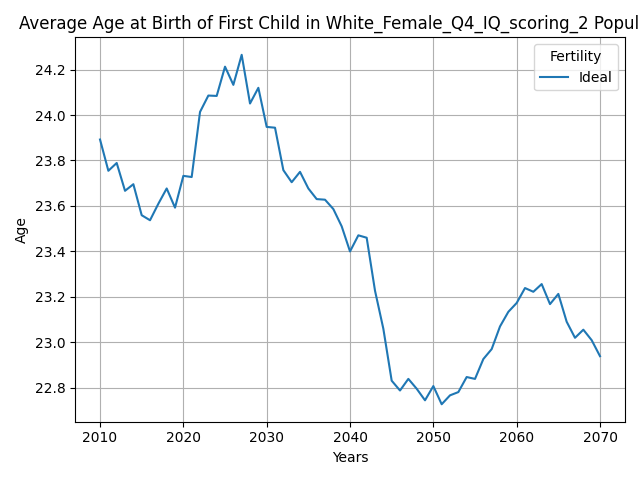 Average Age at Birth of First Child in White_Female_Q4_IQ_scoring_2 Popul
Fertility
Ideal
24.2
24.0
23.8
23.6
23.4
23.2
23.0
22.8
Age
2010 2020 2030 2040 2050 2060 2070
Years